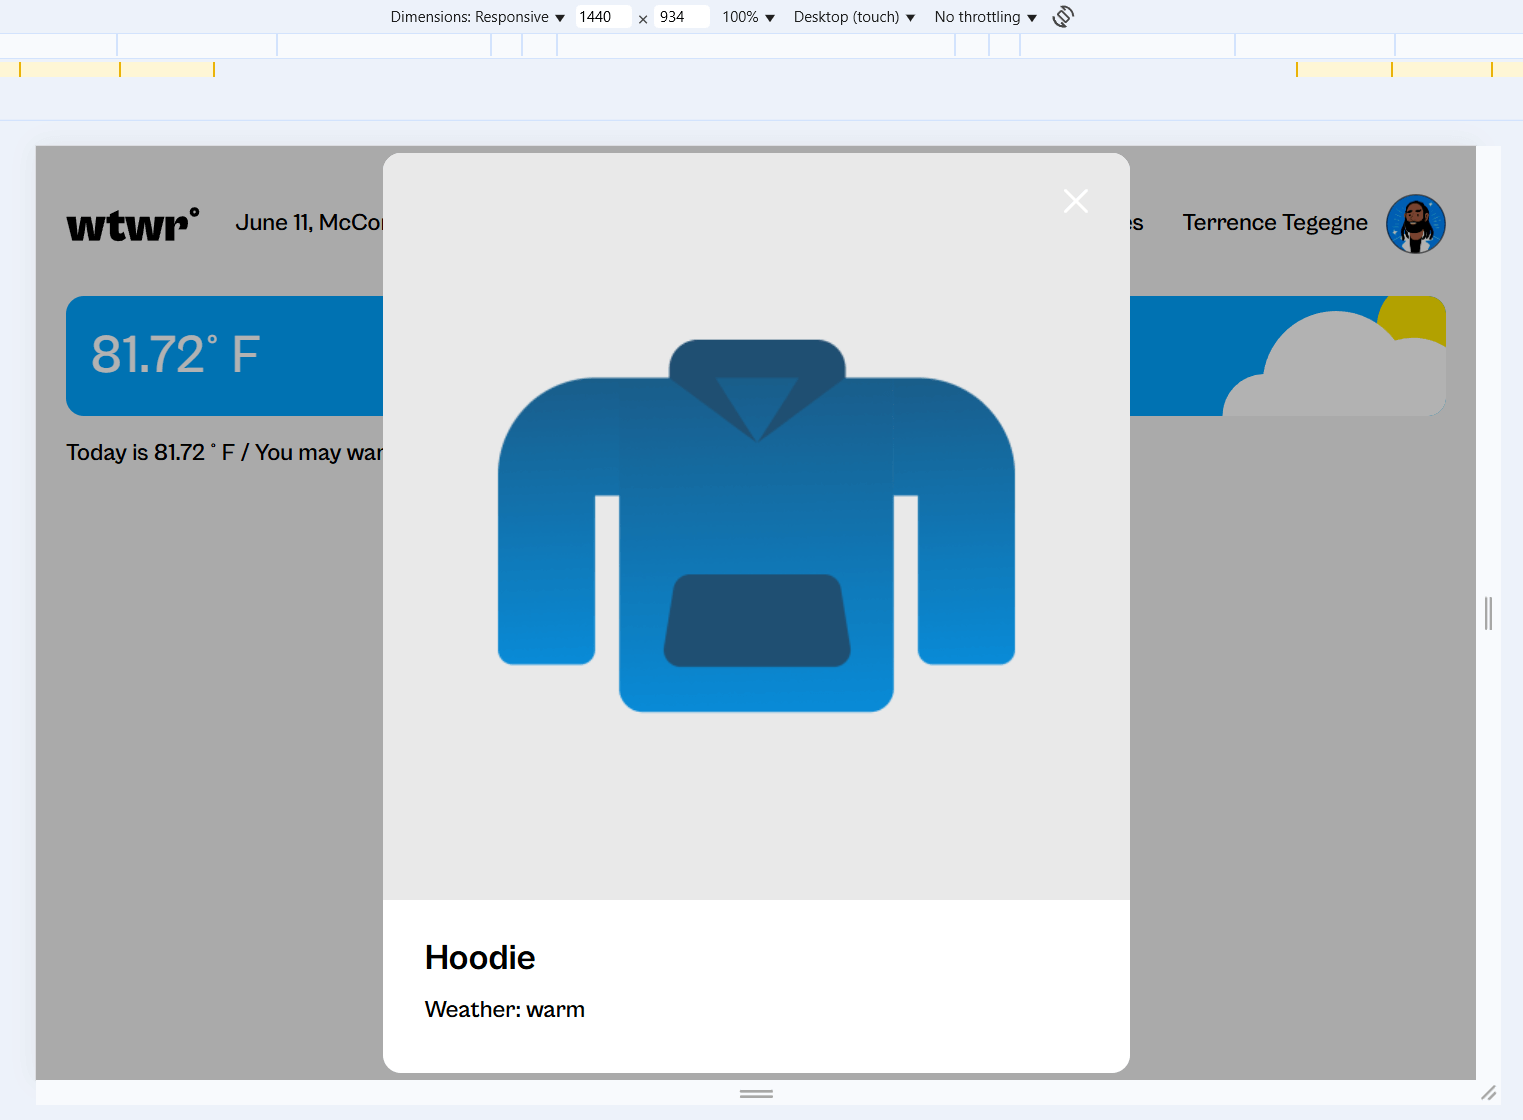 Dimensions: Responsive ▼ 1440 × 934 100% ▼ Desktop (touch) ▼ No throttling ▼
wtwr° June 11, McCor es Terrence Tegegne
81.72° F
Today is 81.72 ° F / You may war
Hoodie
Weather: warm